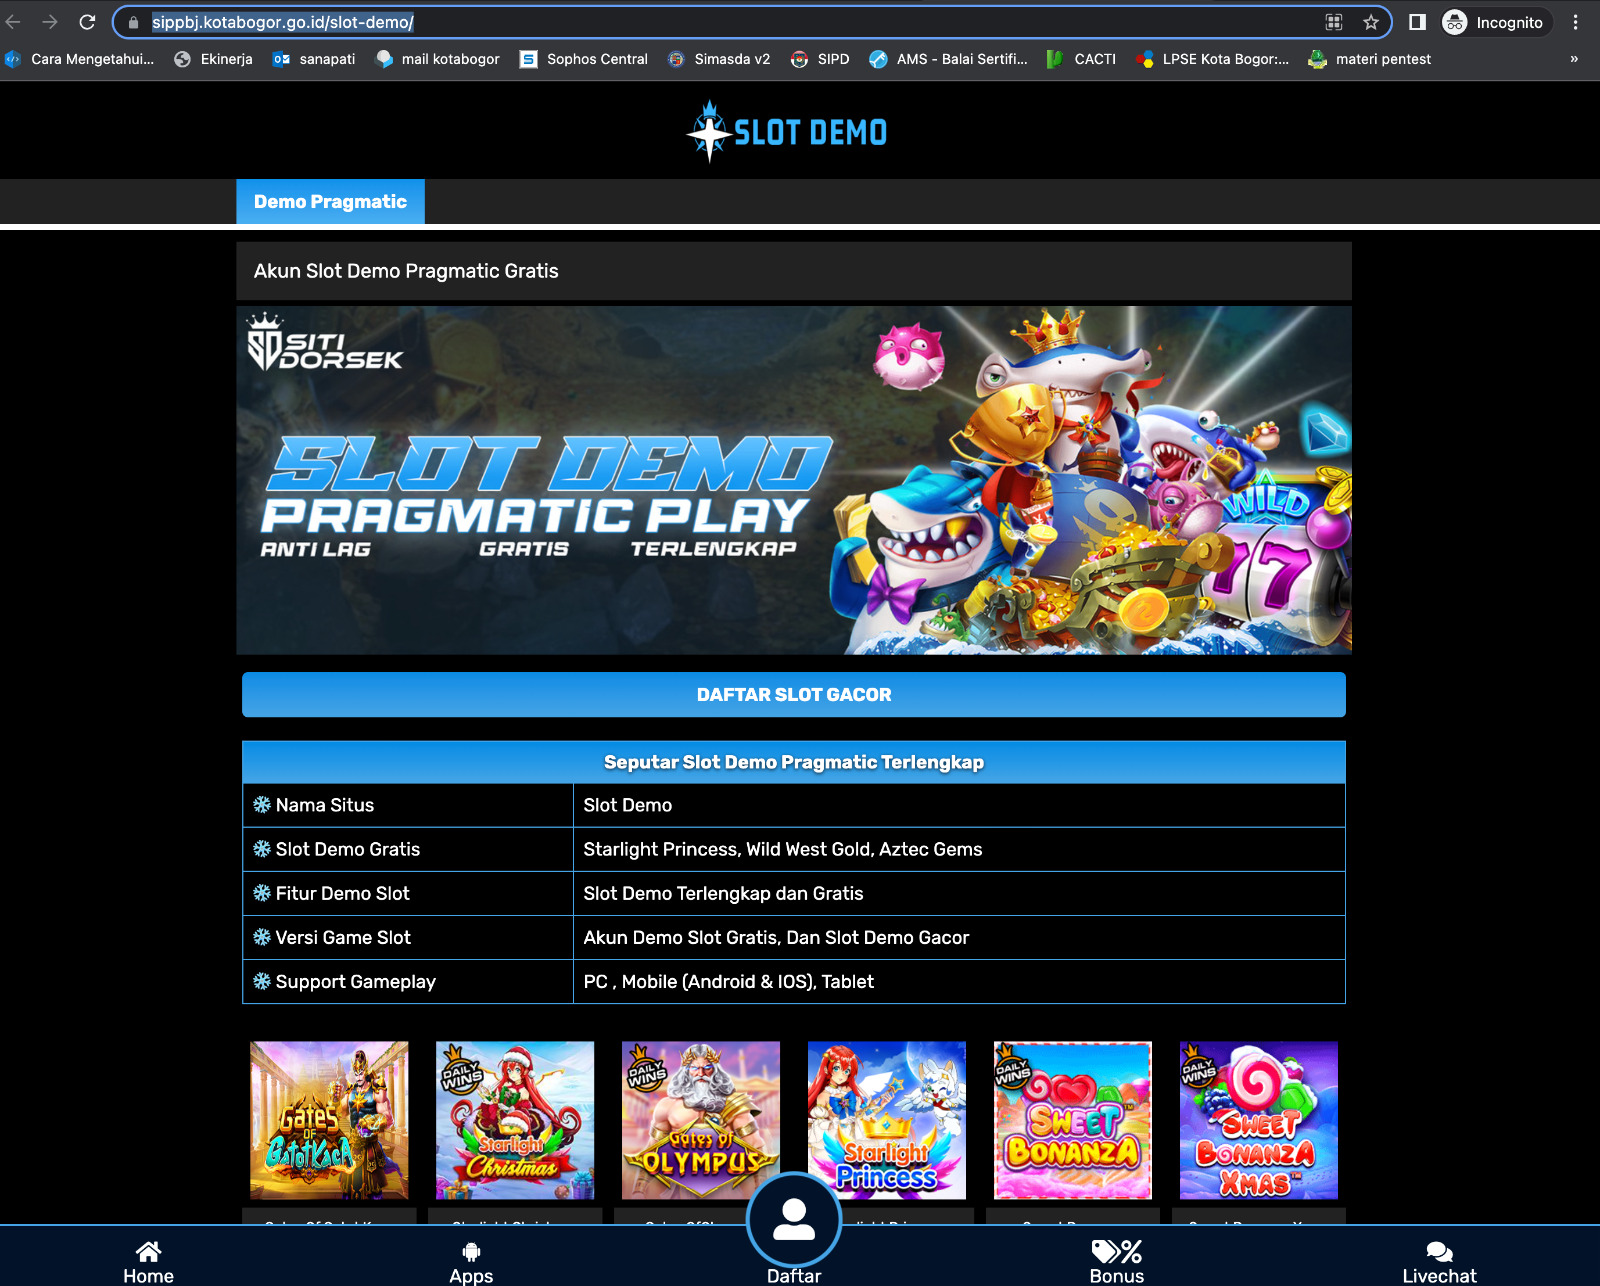 sippbj.kotabogor.go.id/slot-demo/
Incognito
Cara Mengetahui...
Ekinerja
sanapati
mail kotabogor
Sophos Central
Simasda v2
SIPD
AMS - Balai Sertifi...
CACTI
LPSE Kota Bogor:...
materi pentest
»
SLOT DEMO
Demo Pragmatic
Akun Slot Demo Pragmatic Gratis
SITI
DORSEK
SLOT DEMO
PRAGMATIC PLAY
ANTI LAG GRATIS TERLENGKAP
WILD
77
DAFTAR SLOT GACOR
Seputar Slot Demo Pragmatic Terlengkap
Nama Situs Slot Demo
Slot Demo Gratis Starlight Princess, Wild West Gold, Aztec Gems
Fitur Demo Slot Slot Demo Terlengkap dan Gratis
Versi Game Slot Akun Demo Slot Gratis, Dan Slot Demo Gacor
Support Gameplay PC , Mobile (Android & IOS), Tablet
GATES OF GATOTKACA
DAILY WINS
Starlight Christmas
DAILY WINS
Gates of OLYMPUS
Starlight Princess
DAILY WINS
SWEET BONANZA™
DAILY WINS
SWEET BONANZA XMAS™
Home
Apps
Daftar
Bonus
Livechat